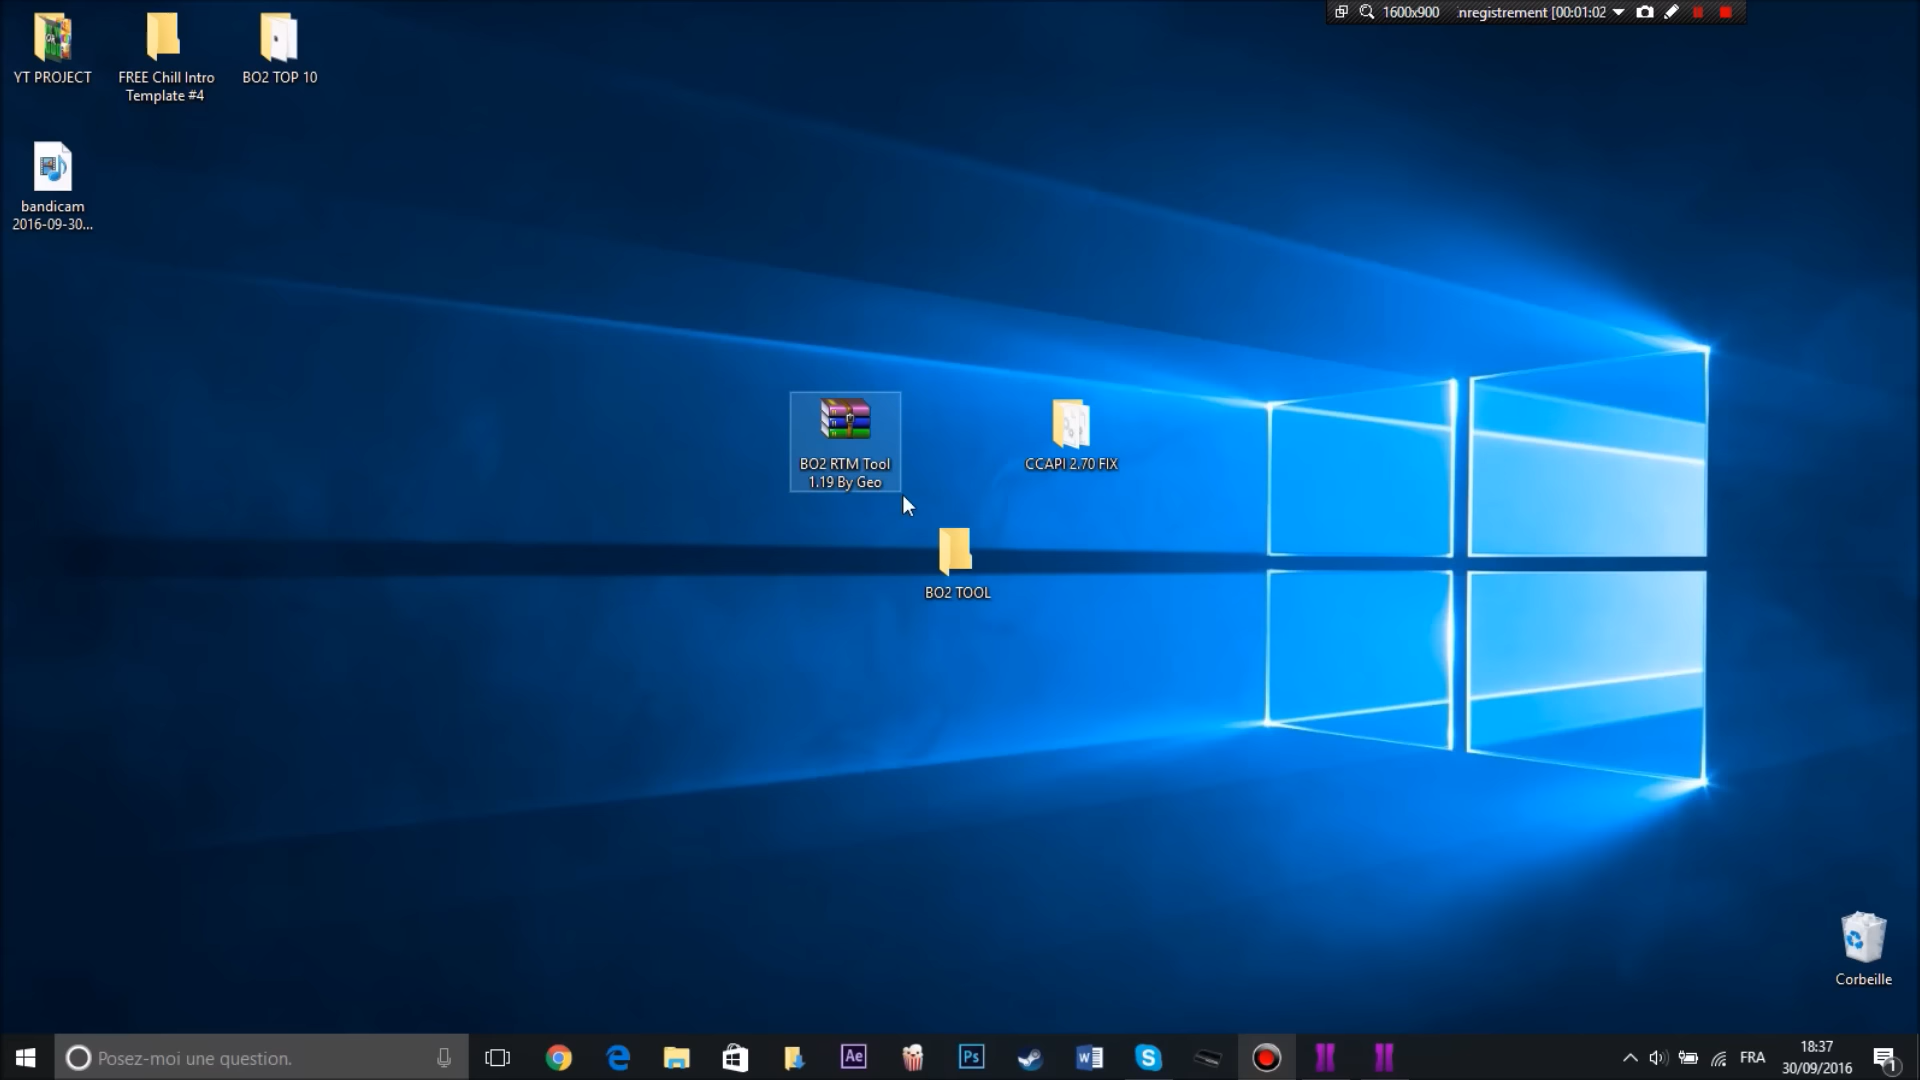 1600x900 nregistrement [00:01:02
YT PROJECT
FREE Chill Intro
Template #4
BO2 TOP 10
bandicam
2016-09-30...
BO2 RTM Tool
1.19 By Geo
CCAPI 2.70 FIX
BO2 TOOL
Corbeille
Posez-moi une question.
Ae
Ps
W
S
FRA
18:37
30/09/2016
1